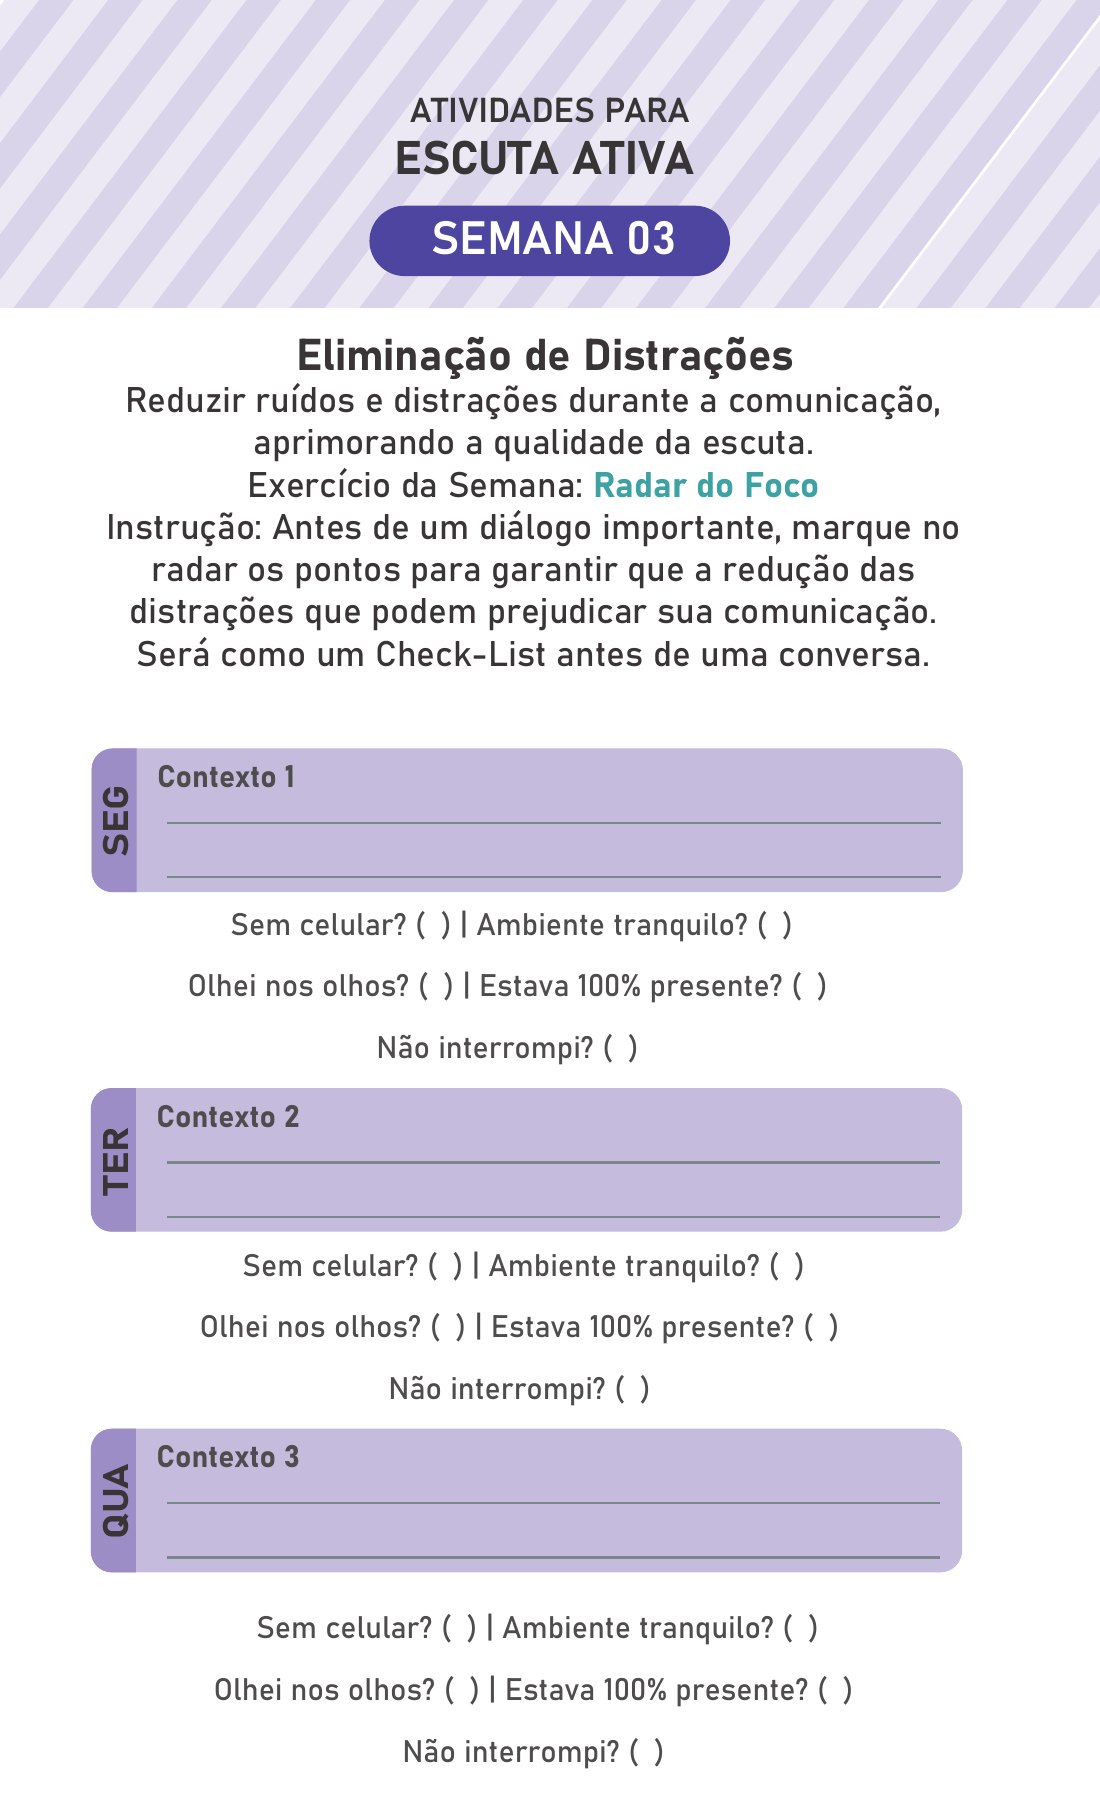 ATIVIDADES PARA
ESCUTA ATIVA
SEMANA 03
Eliminação de Distrações
Reduzir ruídos e distrações durante a comunicação,
aprimorando a qualidade da escuta.
Exercício da Semana: Radar do Foco
Instrução: Antes de um diálogo importante, marque no
radar os pontos para garantir que a redução das
distrações que podem prejudicar sua comunicação.
Será como um Check-List antes de uma conversa.
SEG
Contexto 1
Sem celular? ( ) | Ambiente tranquilo? ( )
Olhei nos olhos? ( ) | Estava 100% presente? ( )
Não interrompi? ( )
TER
Contexto 2
Sem celular? ( ) | Ambiente tranquilo? ( )
Olhei nos olhos? ( ) | Estava 100% presente? ( )
Não interrompi? ( )
QUA
Contexto 3
Sem celular? ( ) | Ambiente tranquilo? ( )
Olhei nos olhos? ( ) | Estava 100% presente? ( )
Não interrompi? ( )